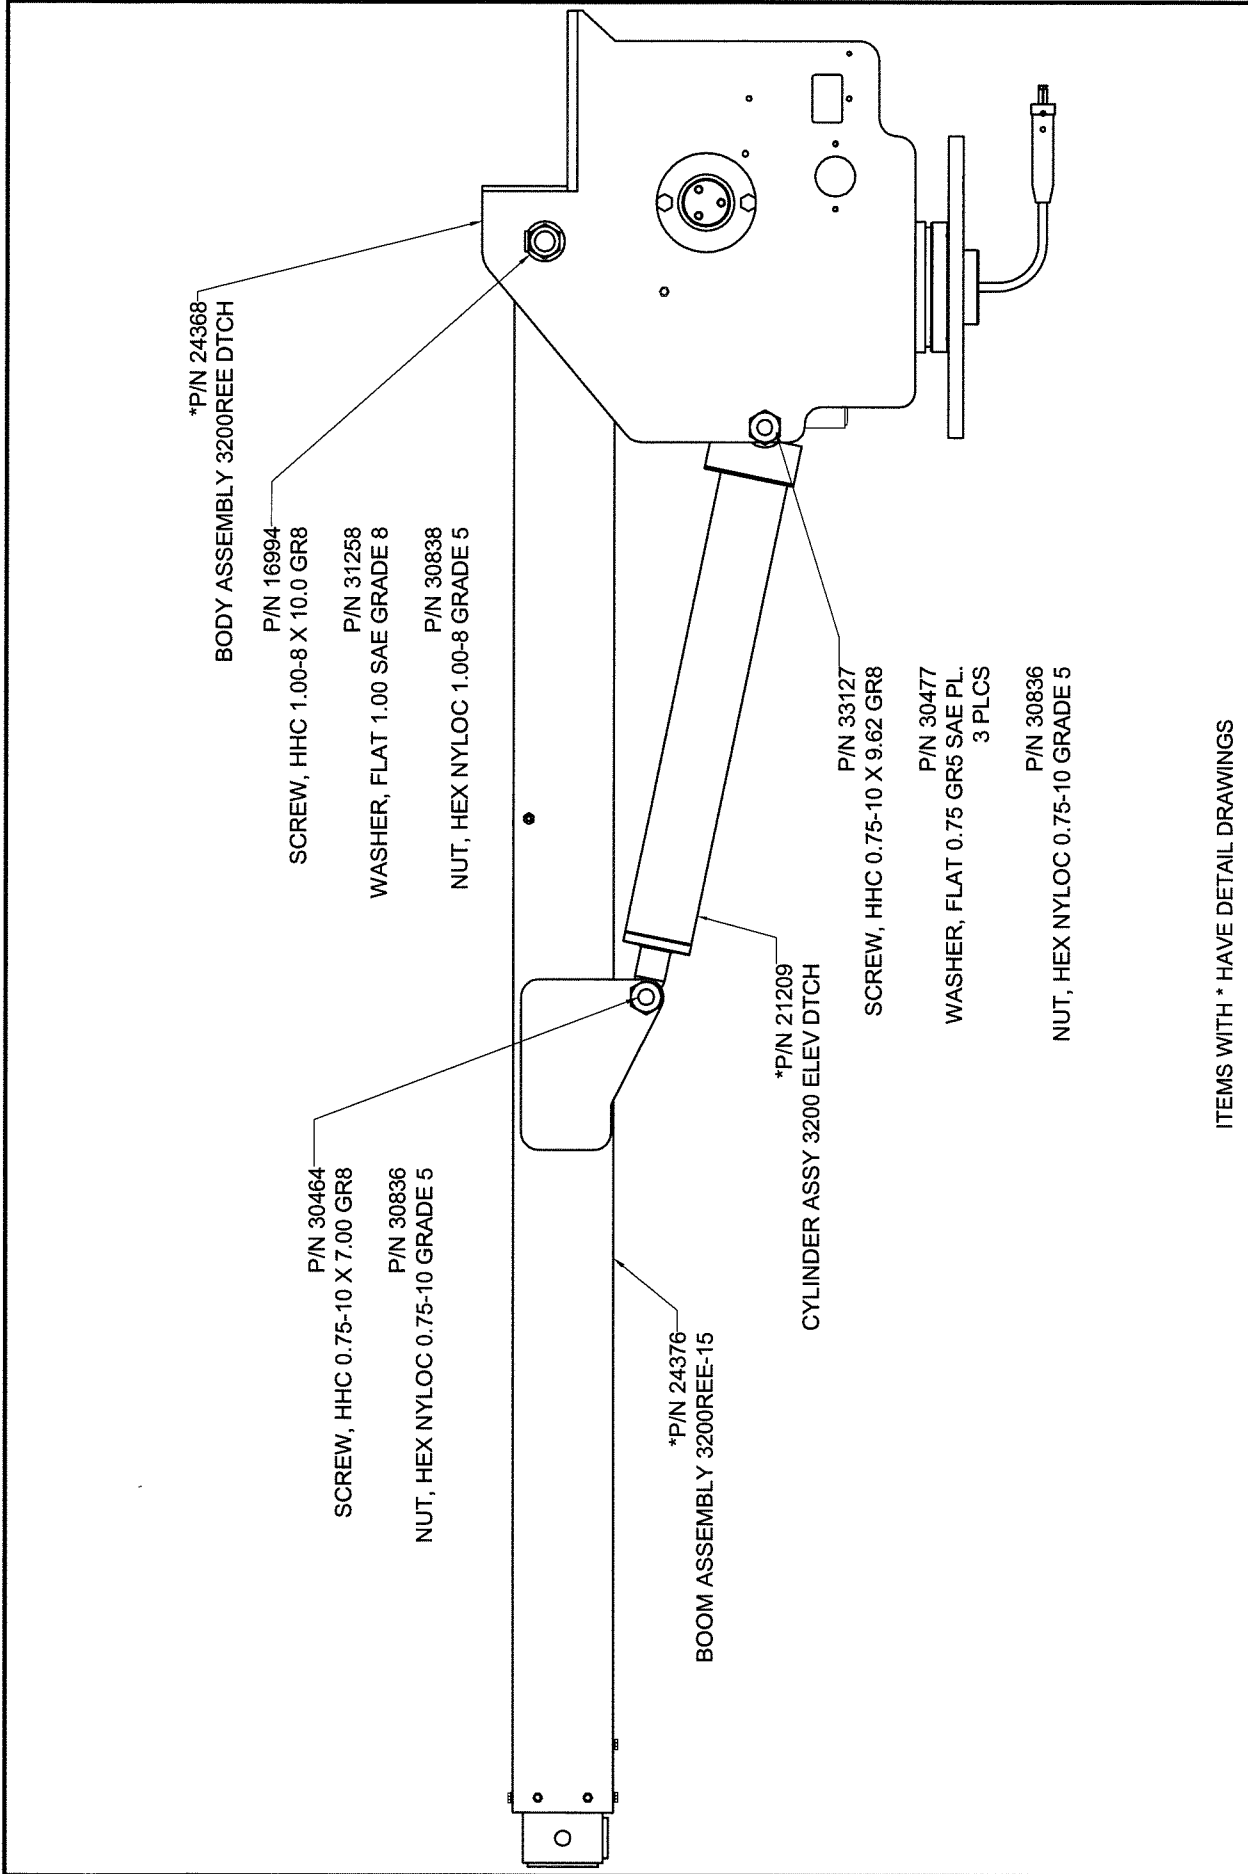 *P/N 24368
BODY ASSEMBLY 3200REE DTCH
P/N 16994
SCREW, HHC 1.00-8 X 10.0 GR8
P/N 31258
WASHER, FLAT 1.00 SAE GRADE 8
P/N 30838
NUT, HEX NYLOC 1.00-8 GRADE 5
P/N 30464
SCREW, HHC 0.75-10 X 7.00 GR8
P/N 30836
NUT, HEX NYLOC 0.75-10 GRADE 5
*P/N 24376
BOOM ASSEMBLY 3200REE-15
*P/N 21209
CYLINDER ASSY 3200 ELEV DTCH
P/N 33127
SCREW, HHC 0.75-10 X 9.62 GR8
P/N 30477
WASHER, FLAT 0.75 GR5 SAE PL.
3 PLCS
P/N 30836
NUT, HEX NYLOC 0.75-10 GRADE 5
ITEMS WITH * HAVE DETAIL DRAWINGS